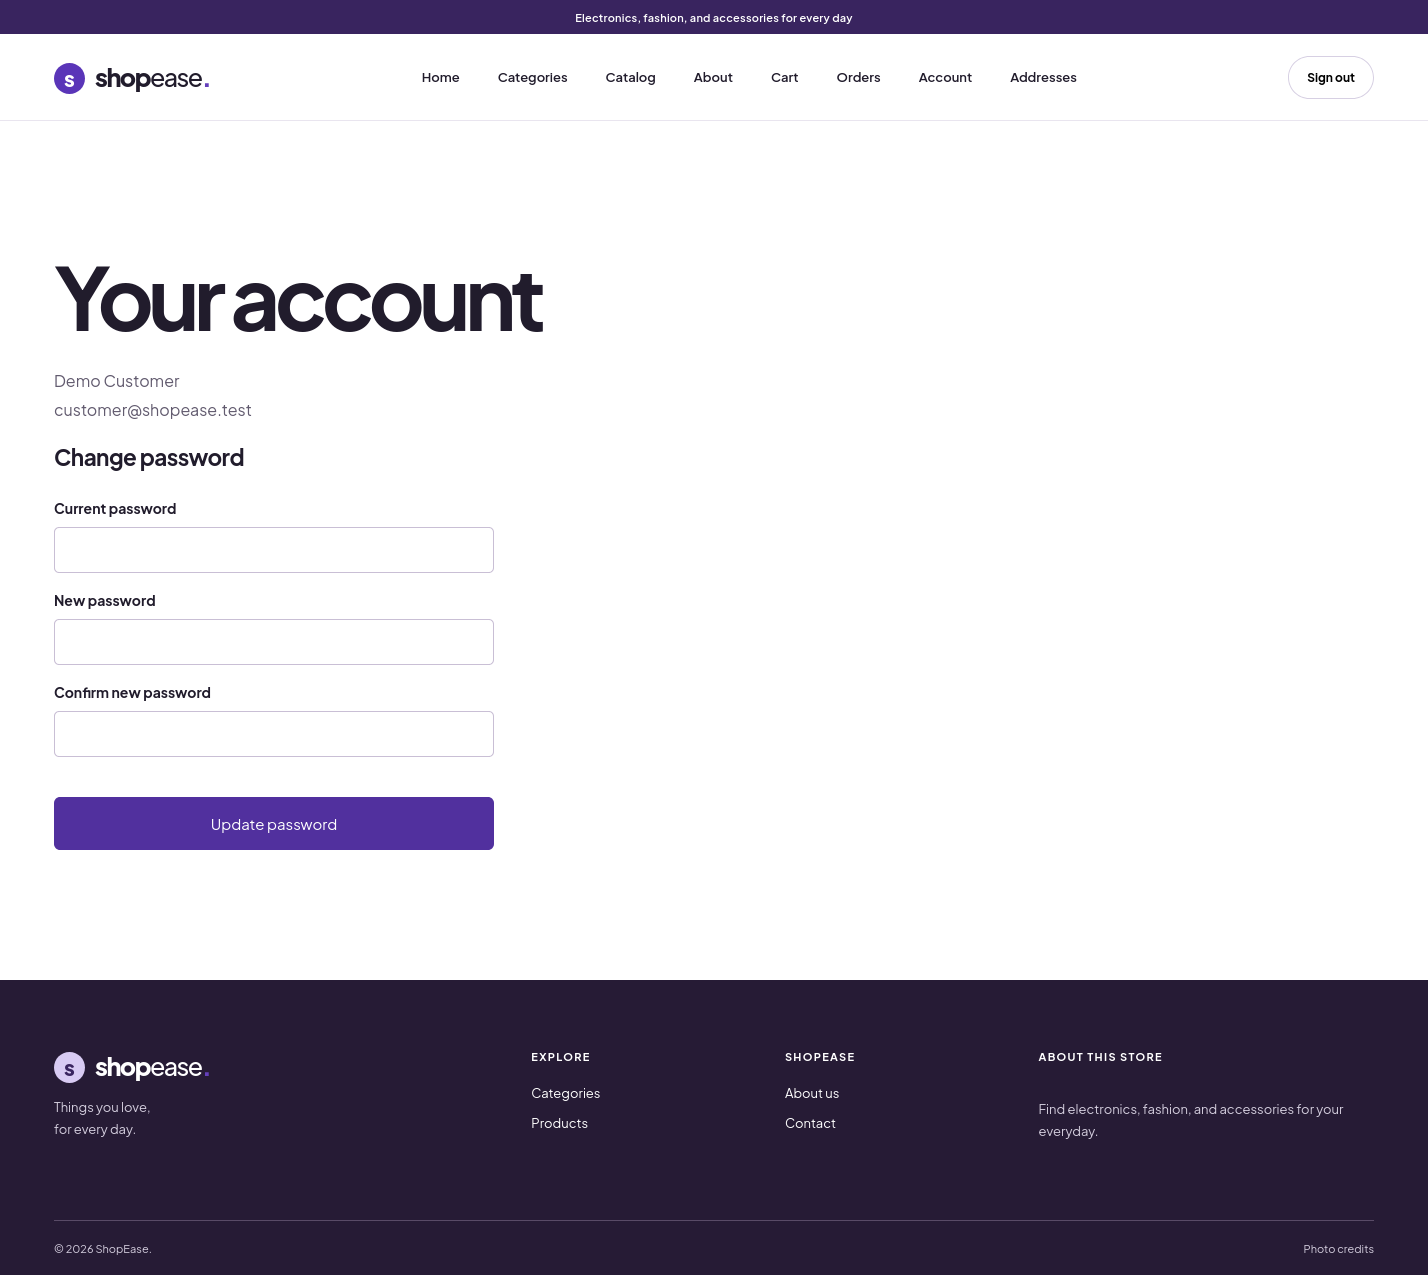 Electronics, fashion, and accessories for every day
s shopease.
Home Categories Catalog About Cart Orders Account Addresses
Sign out
Your account
Demo Customer
customer@shopease.test
Change password
Current password
New password
Confirm new password
Update password
s shopease.
Things you love,
for every day.
EXPLORE
Categories
Products
SHOPEASE
About us
Contact
ABOUT THIS STORE
Find electronics, fashion, and accessories for your
everyday.
© 2026 ShopEase.
Photo credits